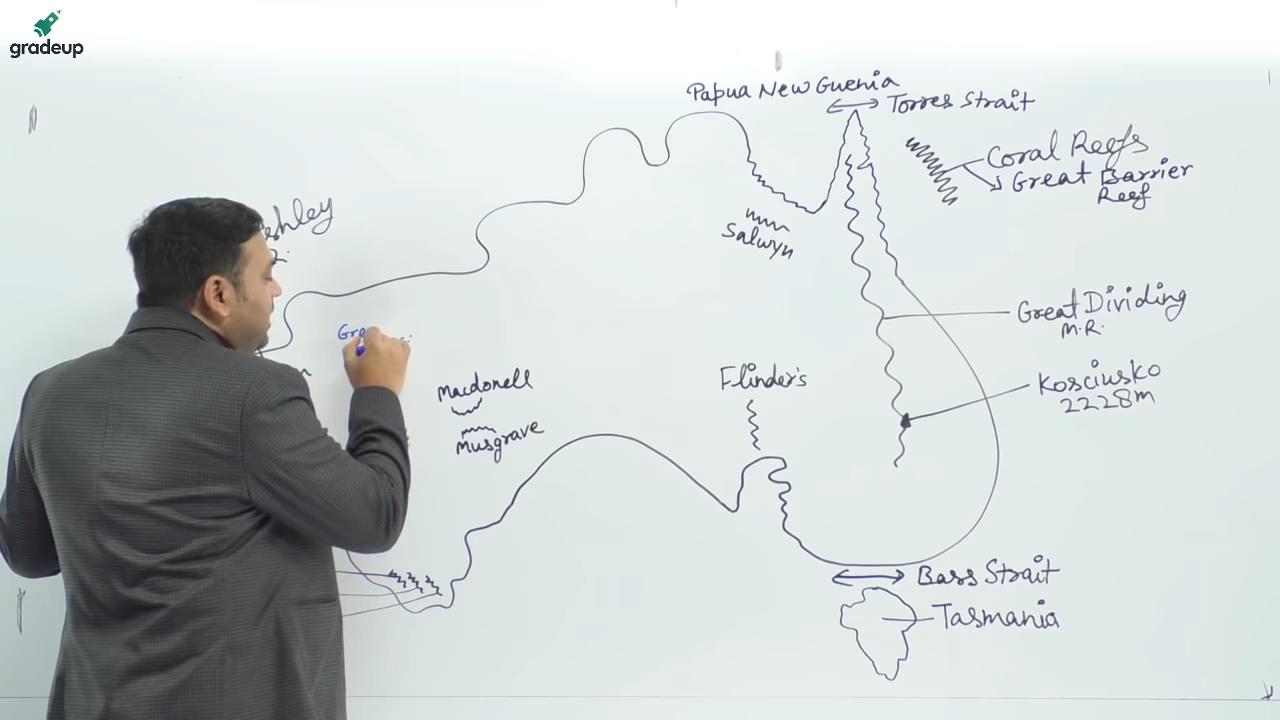 gradeup
Papua New Guenia
Torres Strait
Coral Reefs
Great Barrier
Reef
Salwyn
Great Dividing
M.R.
Macdonell
Musgrave
Flinder's
Kosciusko
2228m
Bass Strait
Tasmania